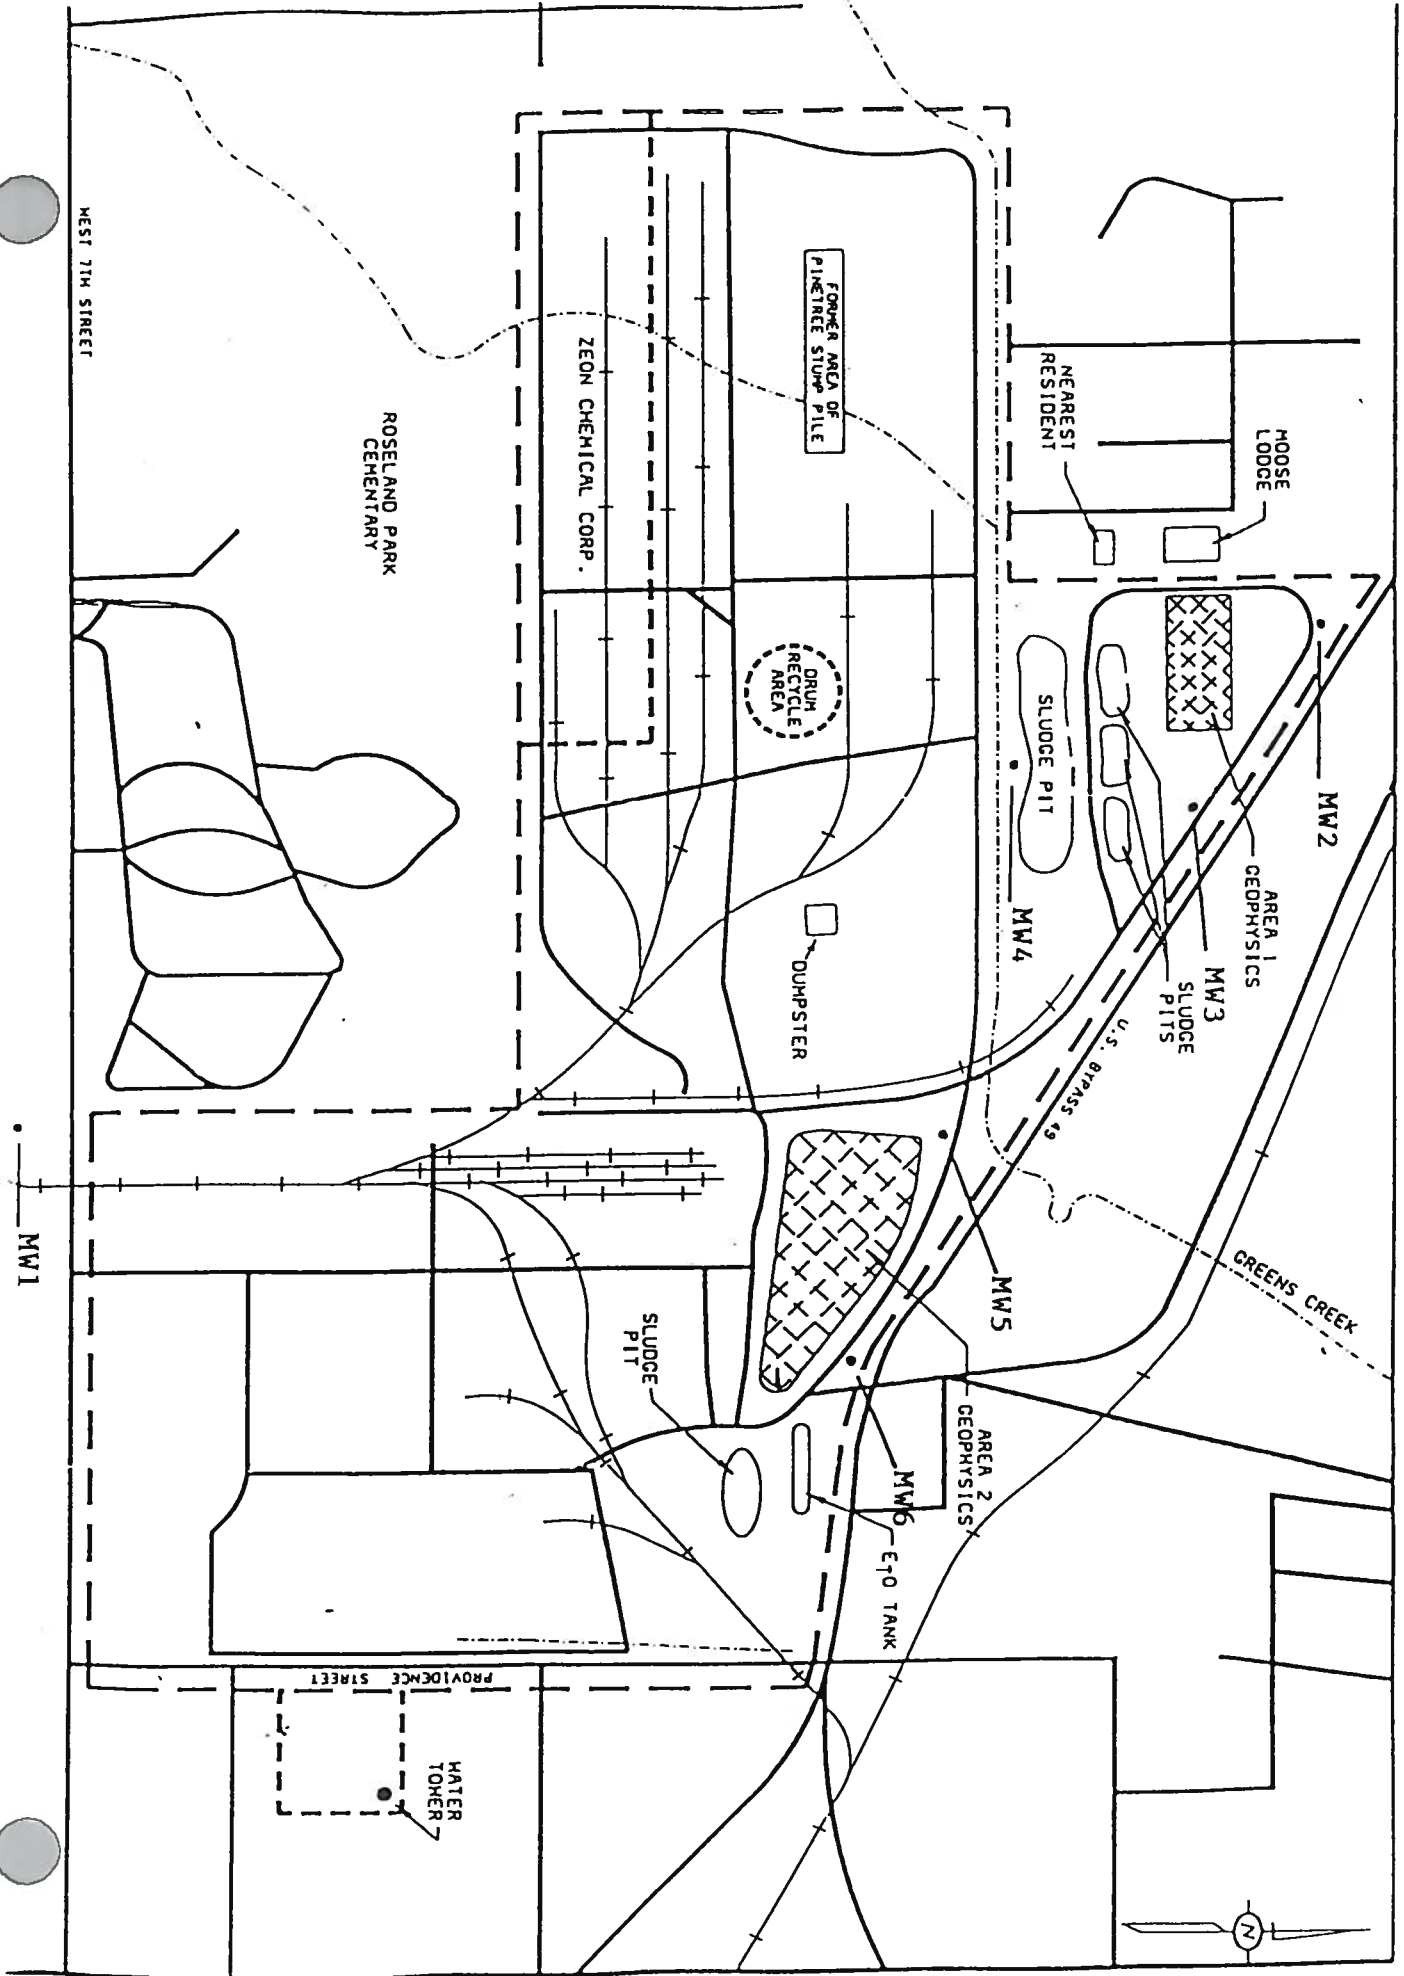 MOOSE
LODGE
NEAREST
RESIDENT
MW2
AREA 1
GEOPHYSICS
MW3
SLUDGE
PITS
U.S. BYPASS 49
GREENS CREEK
SLUDGE PIT
MW4
MW5
AREA 2
GEOPHYSICS
MW6
ETO TANK
FORMER AREA OF
PINETREE STUMP PILE
DRUM
RECYCLE
AREA
DUMPSTER
ZEON CHEMICAL CORP.
SLUDGE
PIT
ROSELAND PARK
CEMENTARY
WATER
TOWER
PROVIDENCE STREET
WEST 7TH STREET
MW1
N